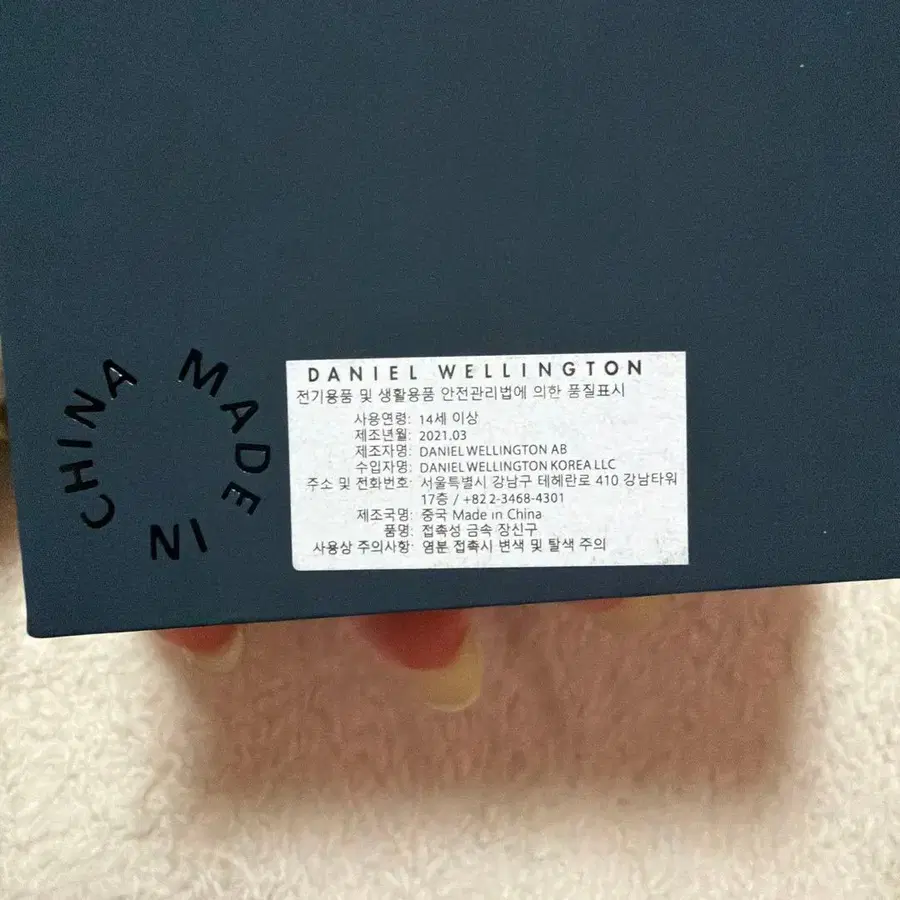 MADE IN CHINA
DANIEL WELLINGTON
전기용품 및 생활용품 안전관리법에 의한 품질표시
사용연령: 14세 이상
제조년월: 2021.03
제조자명: DANIEL WELLINGTON AB
수입자명: DANIEL WELLINGTON KOREA LLC
주소 및 전화번호: 서울특별시 강남구 테헤란로 410 강남타워
17층 / +82 2-3468-4301
제조국명: 중국 Made in China
품명: 접촉성 금속 장신구
사용상 주의사항: 염분 접촉시 변색 및 탈색 주의